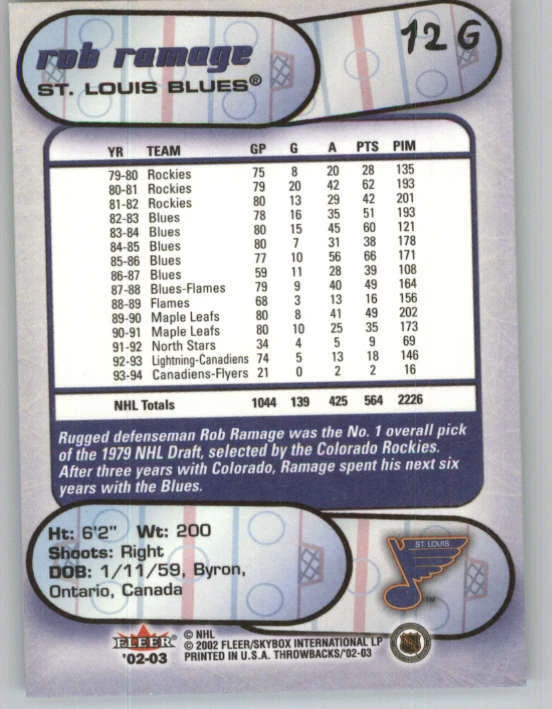 rob ramage
12 G
ST. LOUIS BLUES®
YR TEAM GP G A PTS PIM
79-80 Rockies 75 8 20 28 135
80-81 Rockies 79 20 42 62 193
81-82 Rockies 80 13 29 42 201
82-83 Blues 78 16 35 51 193
83-84 Blues 80 15 45 60 121
84-85 Blues 80 7 31 38 178
85-86 Blues 77 10 56 66 171
86-87 Blues 59 11 28 39 108
87-88 Blues-Flames 79 9 40 49 164
88-89 Flames 68 3 13 16 156
89-90 Maple Leafs 80 8 41 49 202
90-91 Maple Leafs 80 10 25 35 173
91-92 North Stars 34 4 5 9 69
92-93 Lightning-Canadiens 74 5 13 18 146
93-94 Canadiens-Flyers 21 0 2 2 16
NHL Totals 1044 139 425 564 2226
Rugged defenseman Rob Ramage was the No. 1 overall pick
of the 1979 NHL Draft, selected by the Colorado Rockies.
After three years with Colorado, Ramage spent his next six
years with the Blues.
Ht: 6'2" Wt: 200
Shoots: Right
DOB: 1/11/59, Byron,
Ontario, Canada
ST. LOUIS
TM
FLEER
'02-03
© NHL
© 2002 FLEER/SKYBOX INTERNATIONAL LP
PRINTED IN U.S.A. THROWBACKS/'02-03
NHL